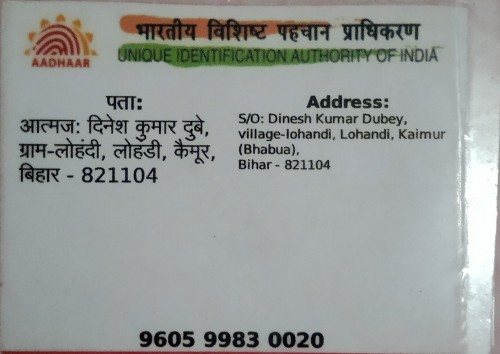 भारतीय विशिष्ट पहचान प्राधिकरण
UNIQUE IDENTIFICATION AUTHORITY OF INDIA
AADHAAR
पता:
आत्मज: दिनेश कुमार दुबे,
ग्राम-लोहंदी, लोहंडी, कैमूर,
बिहार - 821104
Address:
S/O: Dinesh Kumar Dubey,
village-lohandi, Lohandi, Kaimur
(Bhabua),
Bihar - 821104
9605 9983 0020